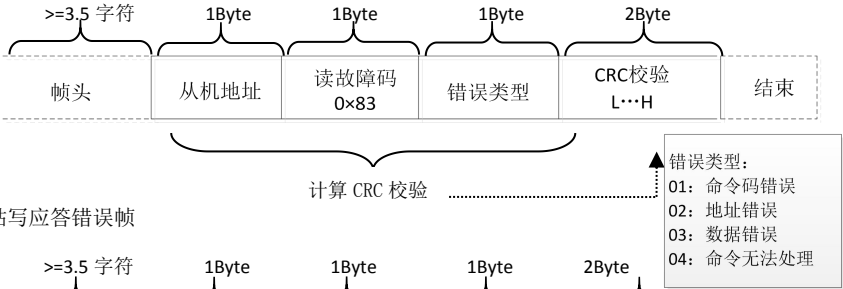 >=3.5 字符 1Byte 1Byte 1Byte 2Byte
帧头 从机地址 读故障码 0×83 错误类型 CRC校验 L···H 结束
计算 CRC 校验
错误类型：
01：命令码错误
02：地址错误
03：数据错误
04：命令无法处理
写应答错误帧
>=3.5 字符 1Byte 1Byte 1Byte 2Byte